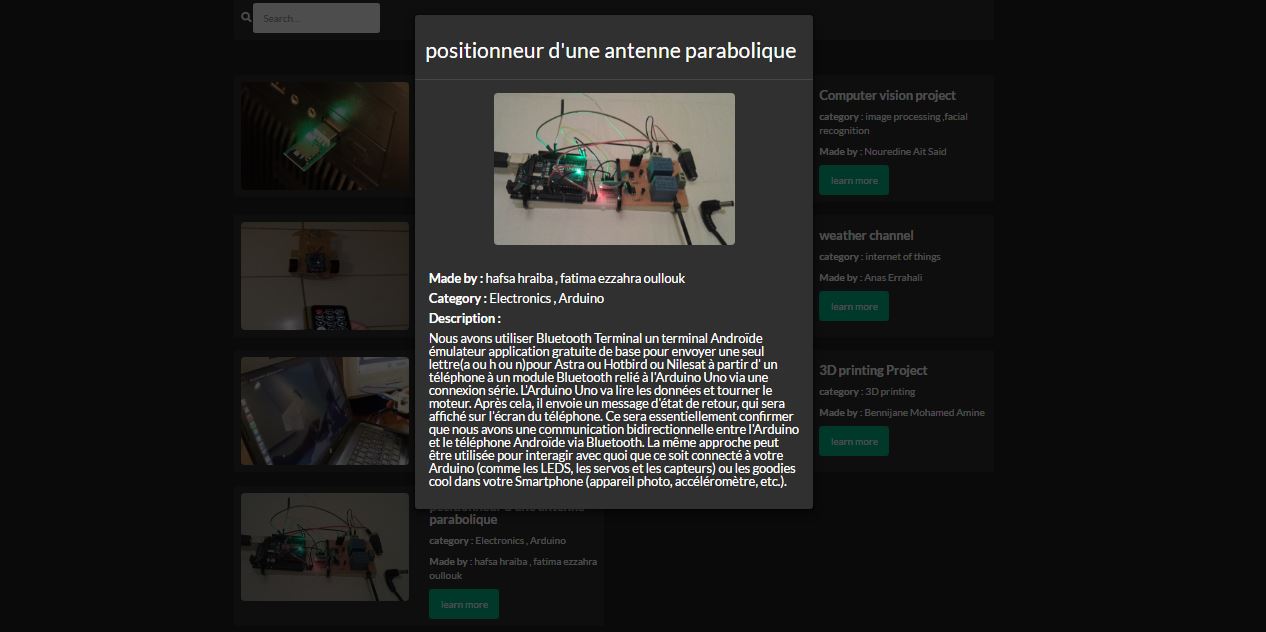 Search...
positionneur d'une antenne parabolique
Made by : hafsa hraiba , fatima ezzahra oullouk
Category : Electronics , Arduino
Description :
Nous avons utiliser Bluetooth Terminal un terminal Androïde
émulateur application gratuite de base pour envoyer une seul
lettre(a ou h ou n)pour Astra ou Hotbird ou Nilesat à partir d' un
téléphone à un module Bluetooth relié à l'Arduino Uno via une
connexion série. L'Arduino Uno va lire les données et tourner le
moteur. Après cela, il envoie un message d'état de retour, qui sera
affiché sur l'écran du téléphone. Ce sera essentiellement confirmer
que nous avons une communication bidirectionnelle entre l'Arduino
et le téléphone Androïde via Bluetooth. La même approche peut
être utilisée pour interagir avec quoi que ce soit connecté à votre
Arduino (comme les LEDS, les servos et les capteurs) ou les goodies
cool dans votre Smartphone (appareil photo, accéléromètre, etc.).
Computer vision project
category : image processing ,facial
recognition
Made by : Nouredine Ait Said
learn more
weather channel
category : internet of things
Made by : Anas Errahali
learn more
3D printing Project
category : 3D printing
Made by : Bennijane Mohamed Amine
learn more
positionneur d'une antenne
parabolique
category : Electronics , Arduino
Made by : hafsa hraiba , fatima ezzahra
oullouk
learn more